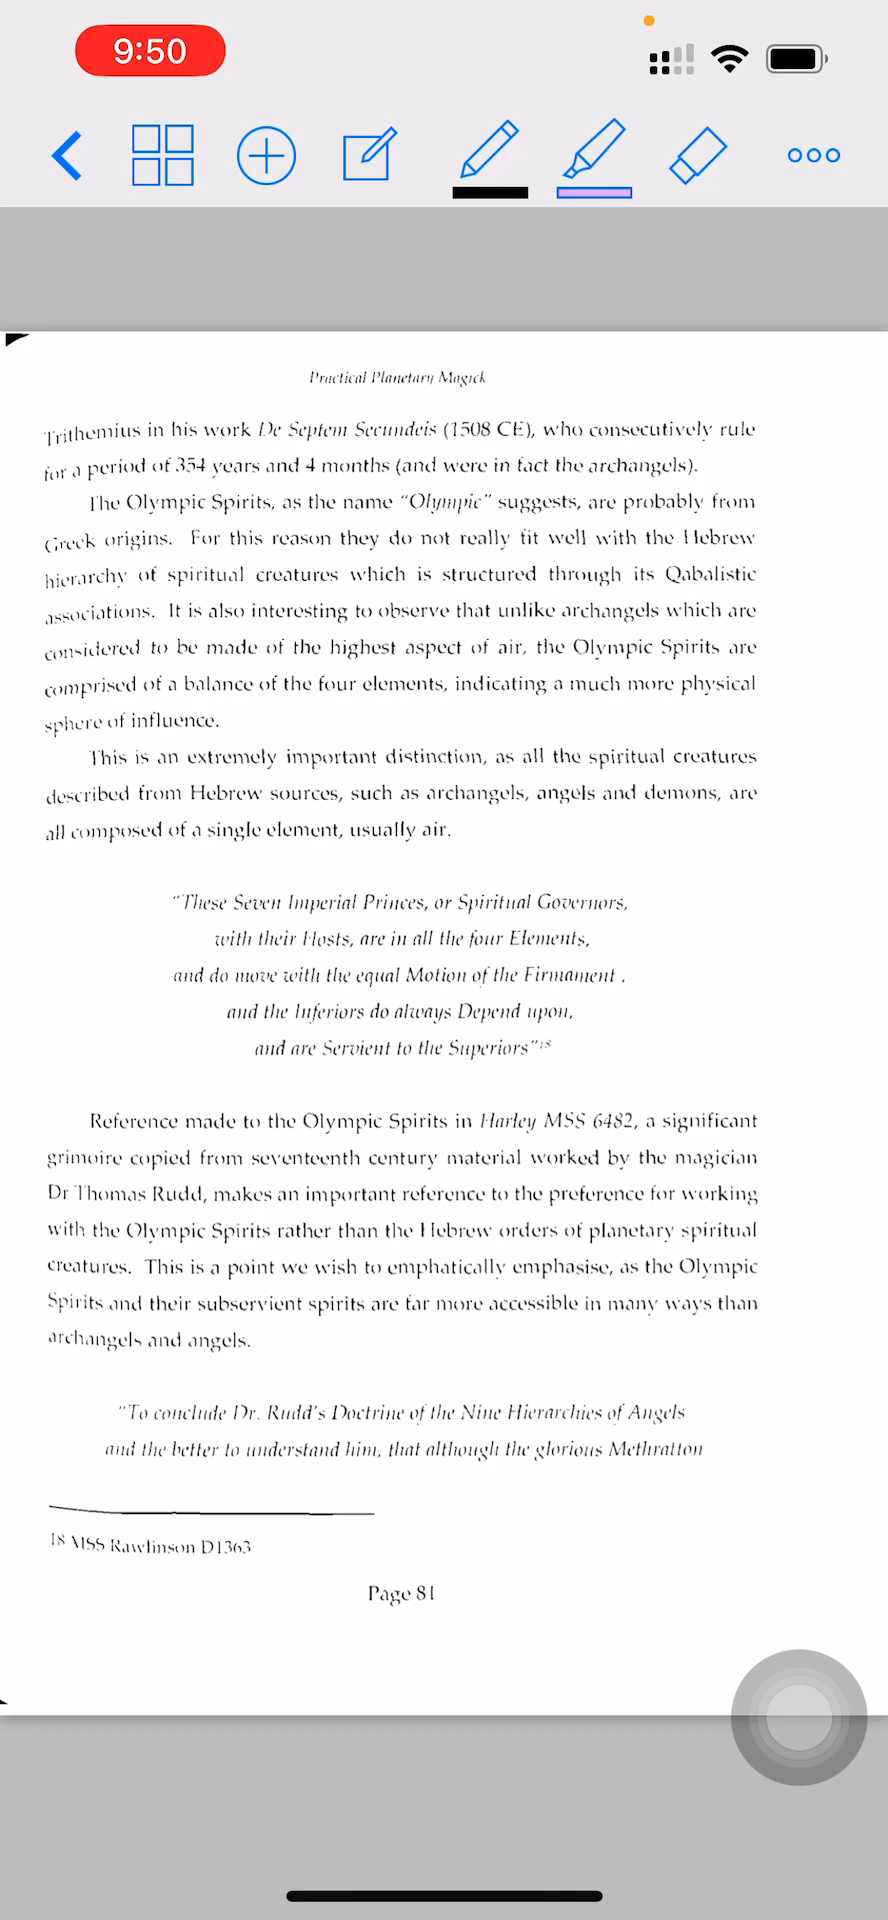 9:50
Practical Planetary Magick
Trithemius in his work De Septem Secundeis (1508 CE), who consecutively rule
for a period of 354 years and 4 months (and were in fact the archangels).
The Olympic Spirits, as the name "Olympic" suggests, are probably from
Greek origins. For this reason they do not really fit well with the Hebrew
hierarchy of spiritual creatures which is structured through its Qabalistic
associations. It is also interesting to observe that unlike archangels which are
considered to be made of the highest aspect of air, the Olympic Spirits are
comprised of a balance of the four elements, indicating a much more physical
sphere of influence.
This is an extremely important distinction, as all the spiritual creatures
described from Hebrew sources, such as archangels, angels and demons, are
all composed of a single element, usually air.
"These Seven Imperial Princes, or Spiritual Governors,
with their Hosts, are in all the four Elements,
and do move with the equal Motion of the Firmament .
and the Inferiors do always Depend upon,
and are Servient to the Superiors"18
Reference made to the Olympic Spirits in Harley MSS 6482, a significant
grimoire copied from seventeenth century material worked by the magician
Dr Thomas Rudd, makes an important reference to the preference for working
with the Olympic Spirits rather than the Hebrew orders of planetary spiritual
creatures. This is a point we wish to emphatically emphasise, as the Olympic
Spirits and their subservient spirits are far more accessible in many ways than
archangels and angels.
"To conclude Dr. Rudd's Doctrine of the Nine Hierarchies of Angels
and the better to understand him, that although the glorious Methratton
18 MSS Rawlinson D1363
Page 81